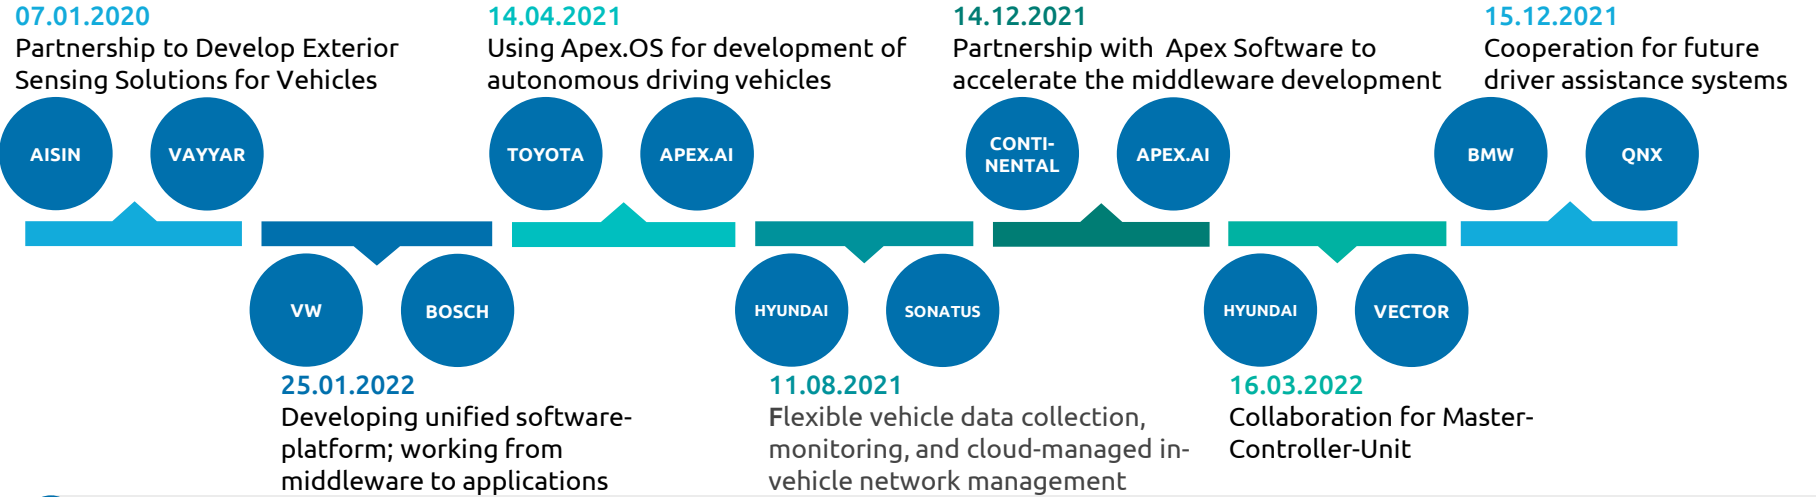 07.01.2020
Partnership to Develop Exterior
Sensing Solutions for Vehicles
AISIN
VAYYAR
25.01.2022
Developing unified software-
platform; working from
middleware to applications
VW
BOSCH
14.04.2021
Using Apex.OS for development of
autonomous driving vehicles
TOYOTA
APEX.AI
11.08.2021
Flexible vehicle data collection,
monitoring, and cloud-managed in-
vehicle network management
HYUNDAI
SONATUS
14.12.2021
Partnership with Apex Software to
accelerate the middleware development
CONTI-
NENTAL
APEX.AI
16.03.2022
Collaboration for Master-
Controller-Unit
HYUNDAI
VECTOR
15.12.2021
Cooperation for future
driver assistance systems
BMW
QNX